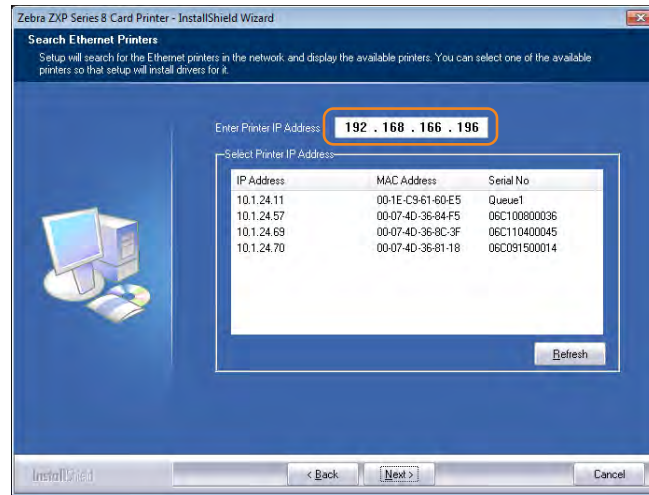 Zebra ZXP Series 8 Card Printer - InstallShield Wizard
Search Ethernet Printers
Setup will search for the Ethernet printers in the network and display the available printers. You can select one of the available
printers so that setup will install drivers for it.
Enter Printer IP Address 192 . 168 . 166 . 196
Select Printer IP Address
IP Address MAC Address Serial No
10.1.24.11 00-1E-C9-61-60-E5 Queue1
10.1.24.57 00-07-4D-36-84-F5 06C100800036
10.1.24.69 00-07-4D-36-8C-3F 06C110400045
10.1.24.70 00-07-4D-36-81-18 06C091500014
Refresh
InstallShield < Back Next > Cancel